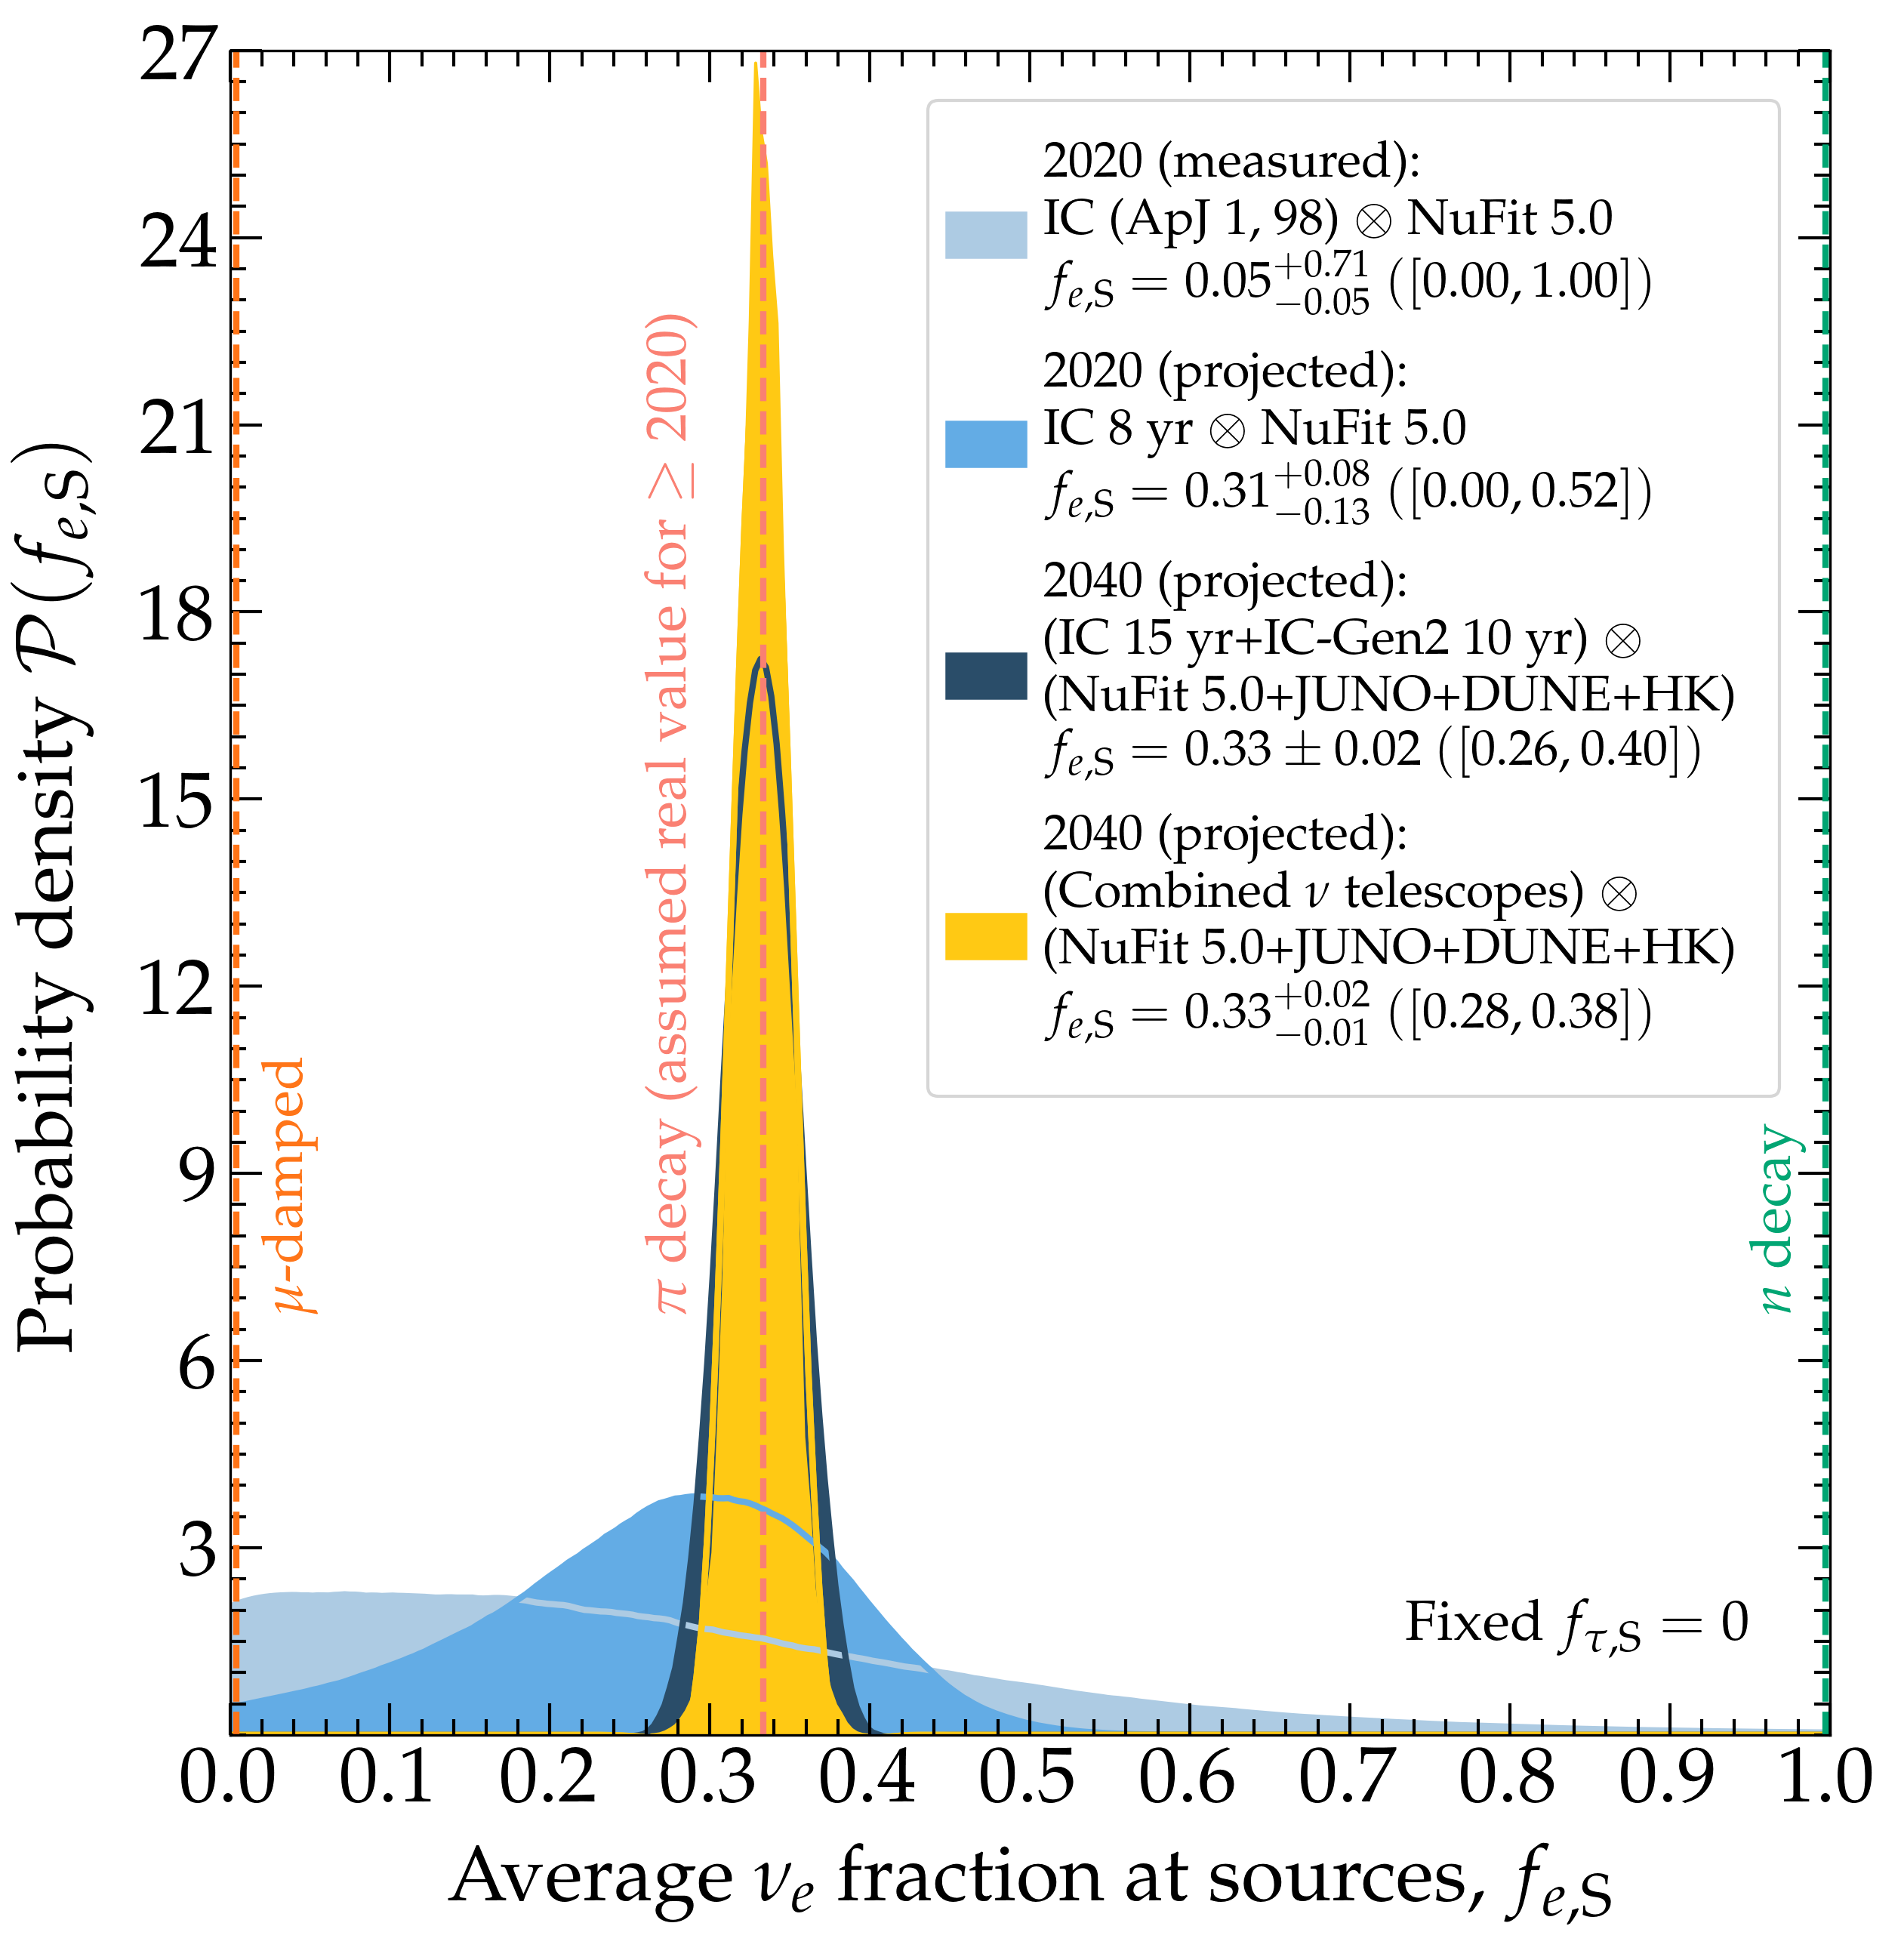 Probability density 𝒫(f_{e,S})
27
24
21
18
15
12
9
6
3
μ-damped
π decay (assumed real value for ≥ 2020)
n decay
2020 (measured):
IC (ApJ 1, 98) ⊗ NuFit 5.0
f_{e,S} = 0.05^{+0.71}_{−0.05} ([0.00, 1.00])
2020 (projected):
IC 8 yr ⊗ NuFit 5.0
f_{e,S} = 0.31^{+0.08}_{−0.13} ([0.00, 0.52])
2040 (projected):
(IC 15 yr+IC-Gen2 10 yr) ⊗
(NuFit 5.0+JUNO+DUNE+HK)
f_{e,S} = 0.33 ± 0.02 ([0.26, 0.40])
2040 (projected):
(Combined ν telescopes) ⊗
(NuFit 5.0+JUNO+DUNE+HK)
f_{e,S} = 0.33^{+0.02}_{−0.01} ([0.28, 0.38])
Fixed f_{τ,S} = 0
0.0 0.1 0.2 0.3 0.4 0.5 0.6 0.7 0.8 0.9 1.0
Average ν_e fraction at sources, f_{e,S}